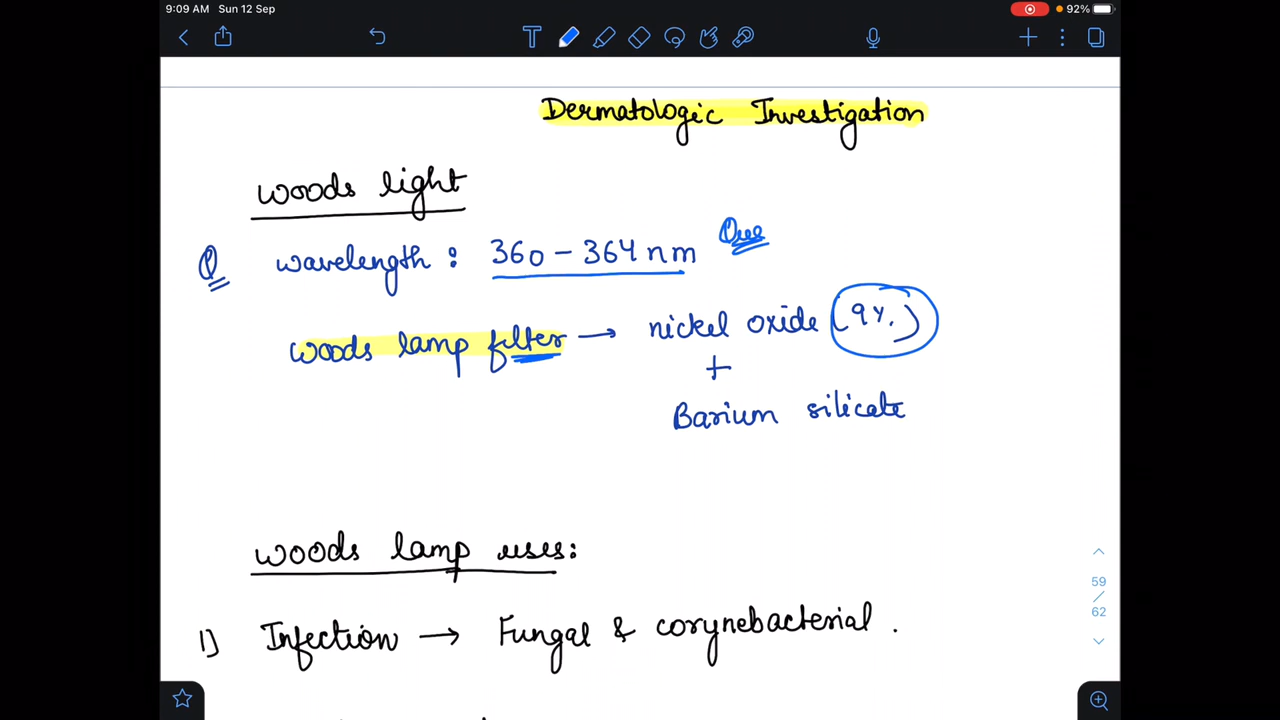 9:09 AM Sun 12 Sep
92%
Dermatologic Investigation
woods light
Q wavelength : 360 - 364 nm Que
woods lamp filter → nickel oxide (9%)
+
Barium silicate
woods lamp uses:
1) Infection → Fungal & corynebacterial .
59
/
62